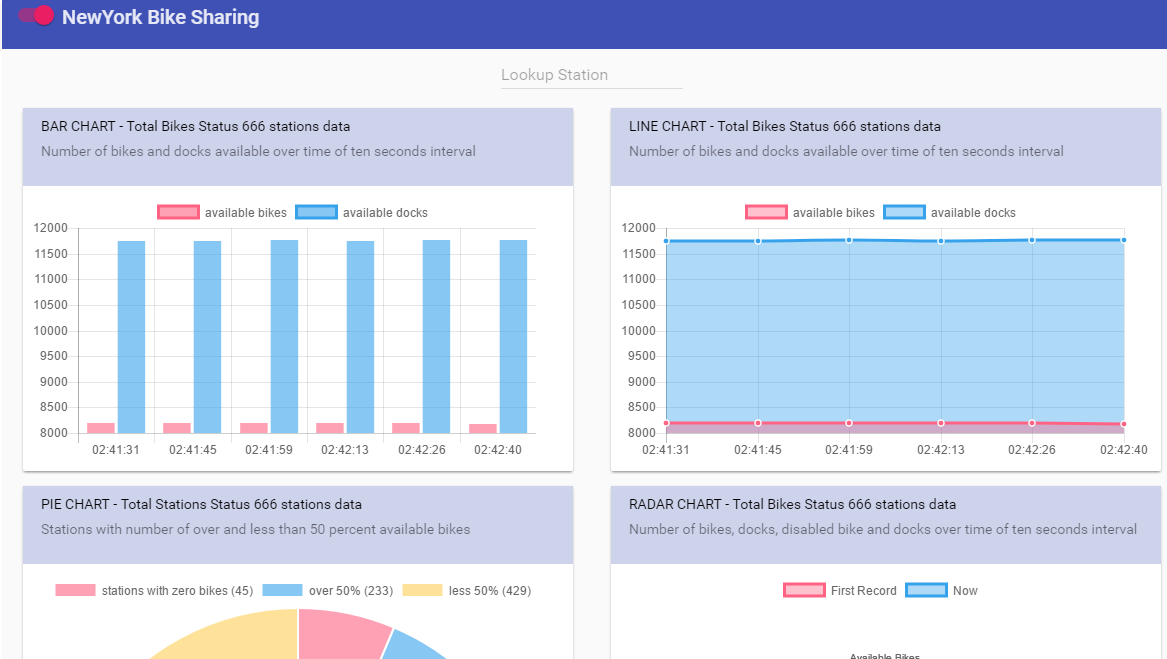 NewYork Bike Sharing
Lookup Station
BAR CHART - Total Bikes Status 666 stations data
Number of bikes and docks available over time of ten seconds interval
available bikes available docks
12000
11500
11000
10500
10000
9500
9000
8500
8000
02:41:31 02:41:45 02:41:59 02:42:13 02:42:26 02:42:40
LINE CHART - Total Bikes Status 666 stations data
Number of bikes and docks available over time of ten seconds interval
available bikes available docks
12000
11500
11000
10500
10000
9500
9000
8500
8000
02:41:31 02:41:45 02:41:59 02:42:13 02:42:26 02:42:40
PIE CHART - Total Stations Status 666 stations data
Stations with number of over and less than 50 percent available bikes
stations with zero bikes (45) over 50% (233) less 50% (429)
RADAR CHART - Total Bikes Status 666 stations data
Number of bikes, docks, disabled bike and docks over time of ten seconds interval
First Record Now
Available Bikes